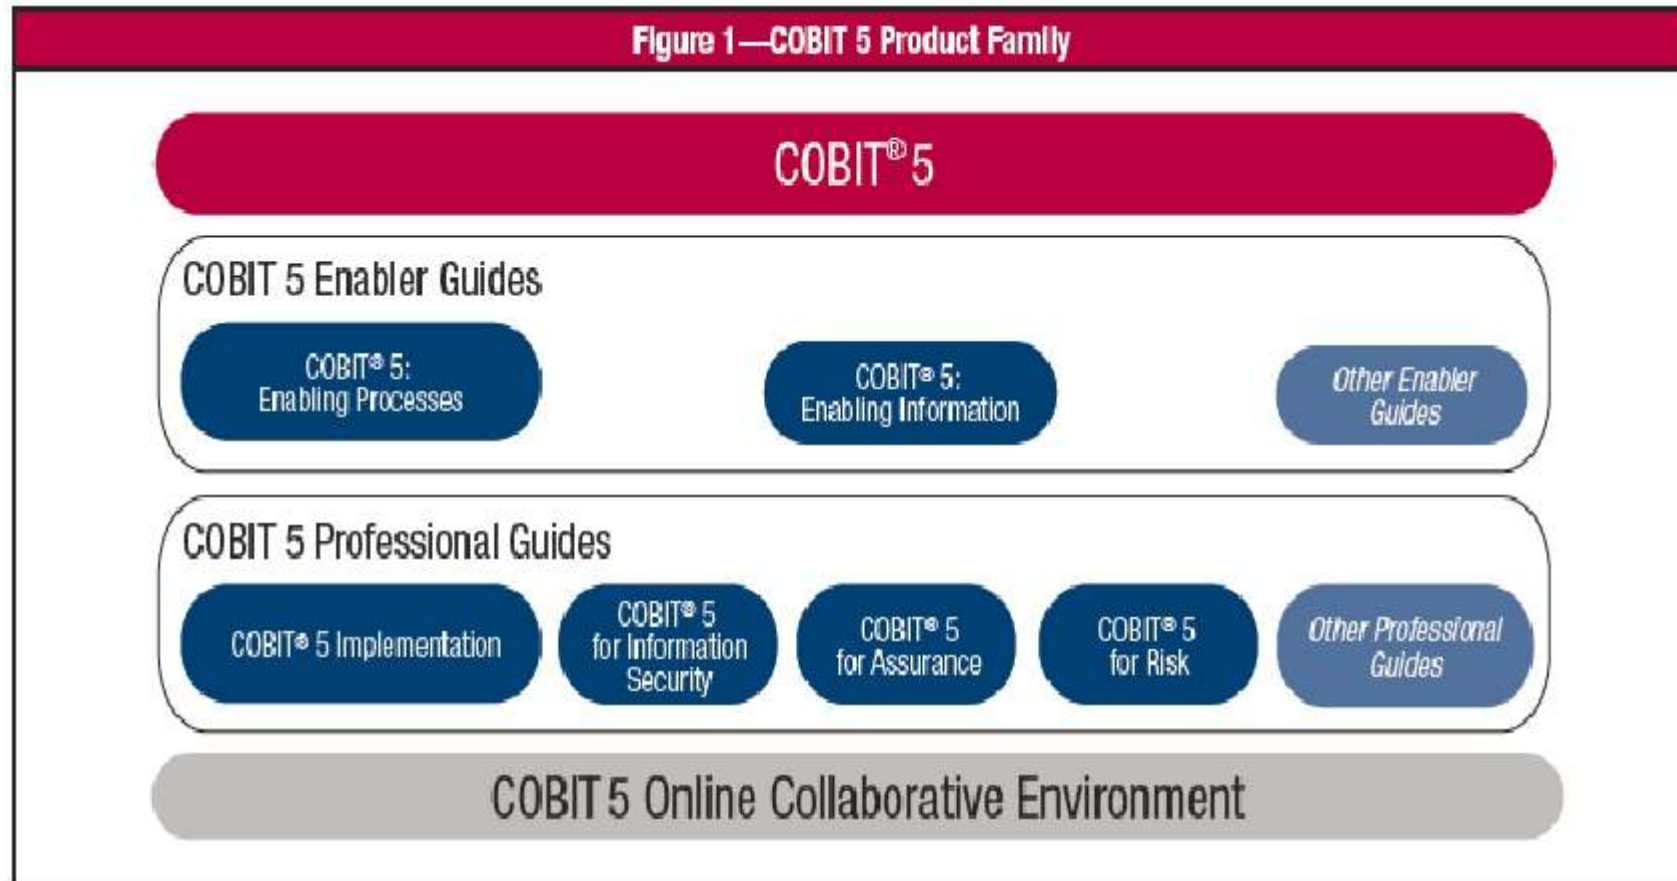 Figure 1—COBIT 5 Product Family
COBIT® 5
COBIT 5 Enabler Guides
COBIT® 5:
Enabling Processes
COBIT® 5:
Enabling Information
Other Enabler
Guides
COBIT 5 Professional Guides
COBIT® 5 Implementation
COBIT® 5
for Information
Security
COBIT® 5
for Assurance
COBIT® 5
for Risk
Other Professional
Guides
COBIT 5 Online Collaborative Environment